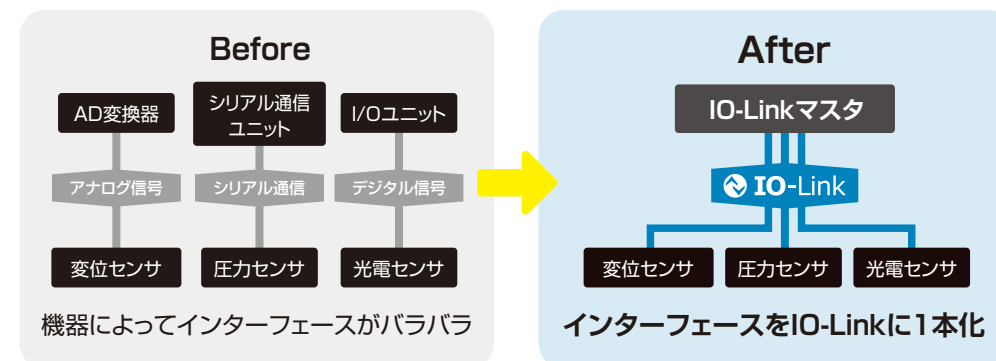 Before
AD変換器
シリアル通信
ユニット
I/Oユニット
アナログ信号
シリアル通信
デジタル信号
変位センサ
圧力センサ
光電センサ
機器によってインターフェースがバラバラ
After
IO-Linkマスタ
IO-Link
変位センサ
圧力センサ
光電センサ
インターフェースをIO-Linkに1本化